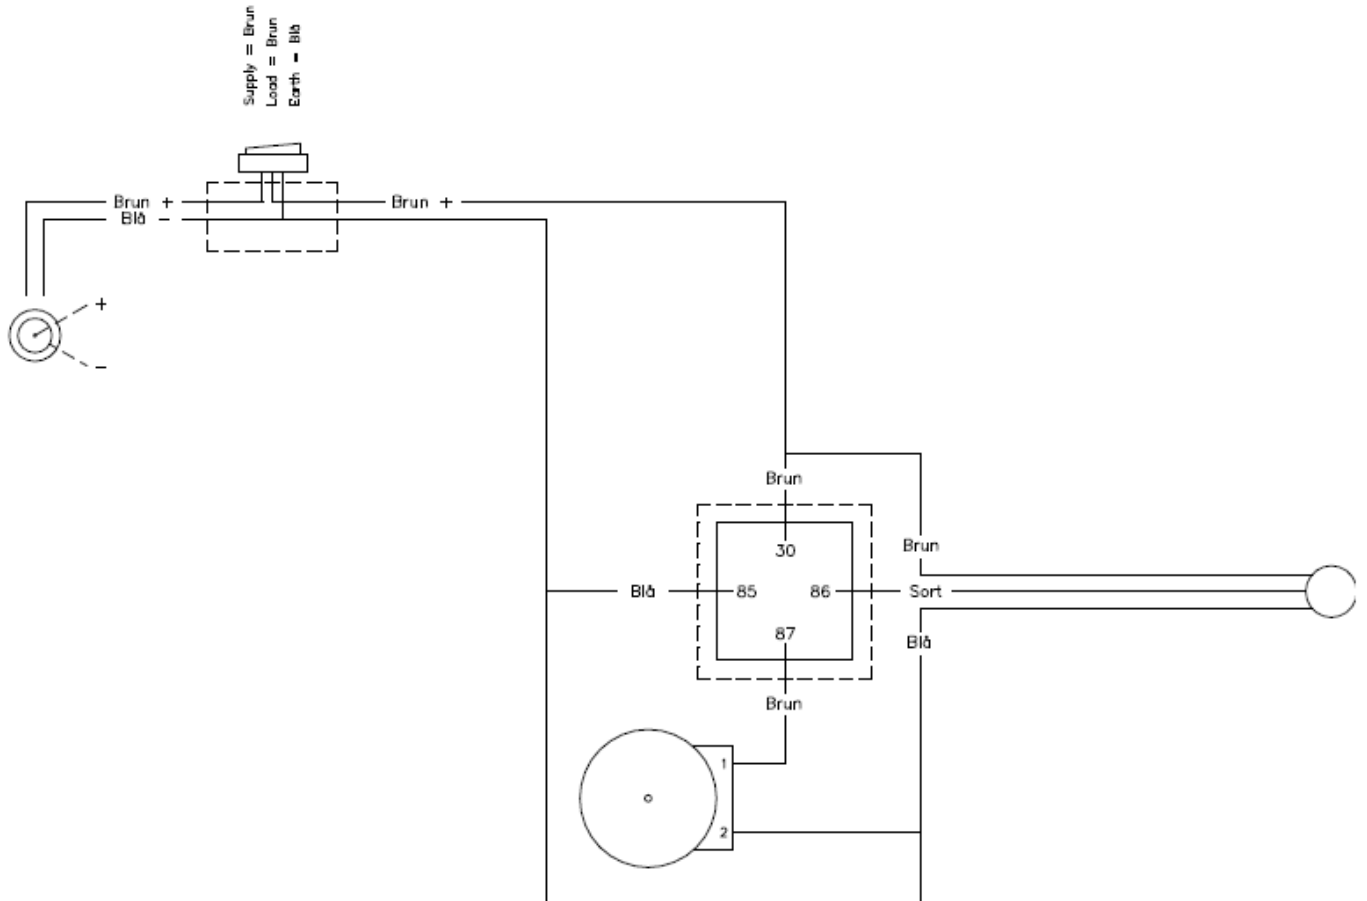 Supply = Brun
Load = Brun
Earth = Blå
Brun +
Brun +
Blå -
+
-
Brun
Brun
30
Blå
85
86
Sort
87
Blå
Brun
1
2